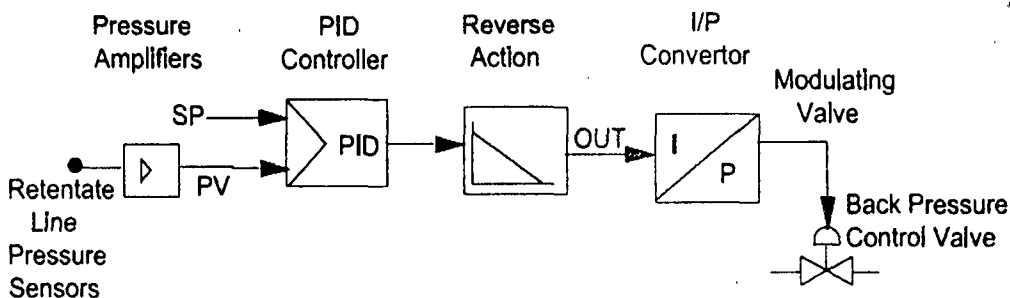 Pressure
Amplifiers
PID
Controller
Reverse
Action
I/P
Convertor
Modulating
Valve
SP
PID
OUT
I
P
PV
Retentate
Line
Pressure
Sensors
Back Pressure
Control Valve